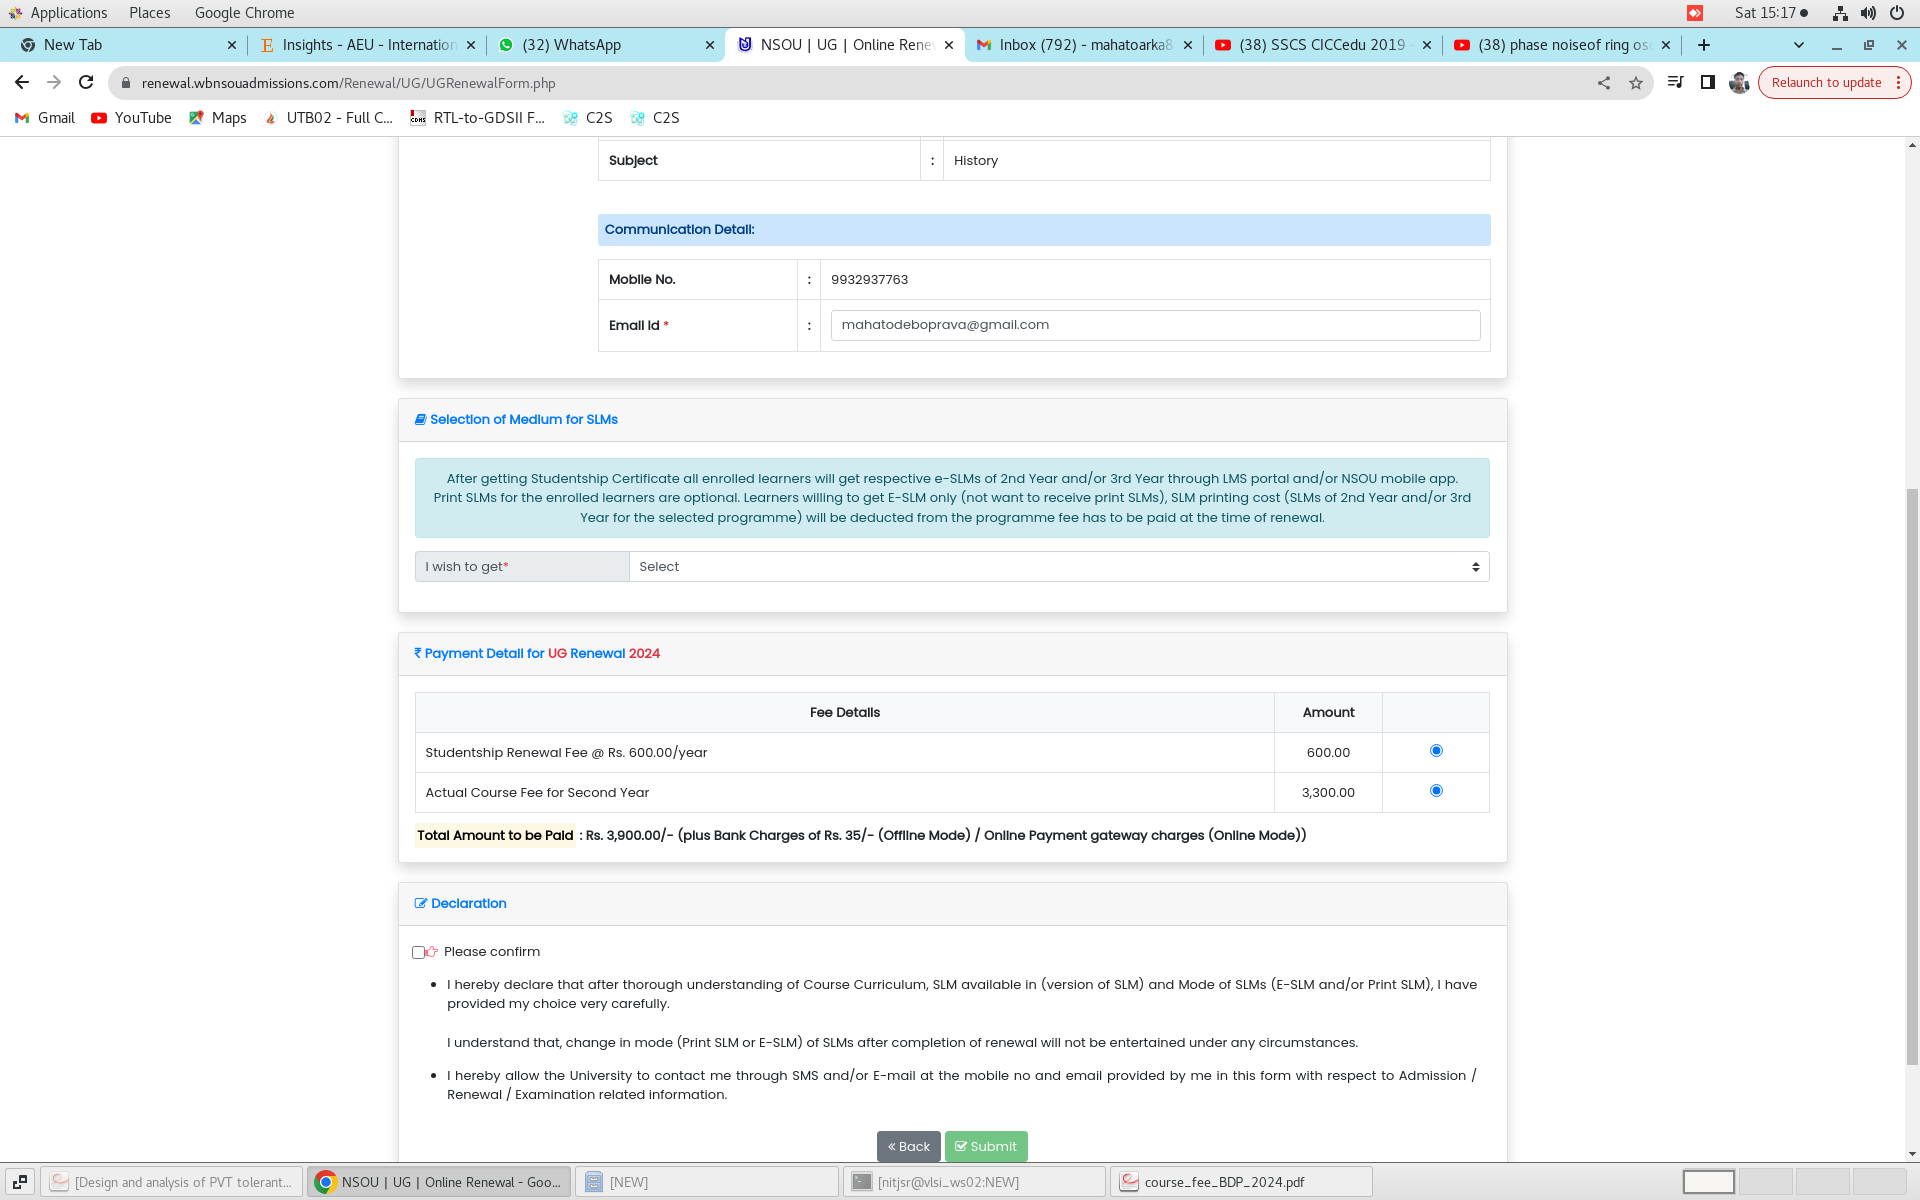 Applications Places Google Chrome Sat 15:17
New Tab Insights - AEU - Internation (32) WhatsApp NSOU | UG | Online Rene Inbox (792) - mahatoarka8 (38) SSCS CICCedu 2019 - (38) phase noiseof ring os
renewal.wbnsouadmissions.com/Renewal/UG/UGRenewalForm.php Relaunch to update
Gmail YouTube Maps UTB02 - Full C... RTL-to-GDSII F... C2S C2S
Subject : History
Communication Detail:
Mobile No. : 9932937763
Email Id * : mahatodeboprava@gmail.com
Selection of Medium for SLMs
After getting Studentship Certificate all enrolled learners will get respective e-SLMs of 2nd Year and/or 3rd Year through LMS portal and/or NSOU mobile app.
Print SLMs for the enrolled learners are optional. Learners willing to get E-SLM only (not want to receive print SLMs), SLM printing cost (SLMs of 2nd Year and/or 3rd
Year for the selected programme) will be deducted from the programme fee has to be paid at the time of renewal.
I wish to get* Select
₹ Payment Detail for UG Renewal 2024
Fee Details Amount
Studentship Renewal Fee @ Rs. 600.00/year 600.00
Actual Course Fee for Second Year 3,300.00
Total Amount to be Paid : Rs. 3,900.00/- (plus Bank Charges of Rs. 35/- (Offline Mode) / Online Payment gateway charges (Online Mode))
Declaration
Please confirm
• I hereby declare that after thorough understanding of Course Curriculum, SLM available in (version of SLM) and Mode of SLMs (E-SLM and/or Print SLM), I have
provided my choice very carefully.
I understand that, change in mode (Print SLM or E-SLM) of SLMs after completion of renewal will not be entertained under any circumstances.
• I hereby allow the University to contact me through SMS and/or E-mail at the mobile no and email provided by me in this form with respect to Admission /
Renewal / Examination related information.
« Back Submit
[Design and analysis of PVT tolerant... NSOU | UG | Online Renewal - Goo... [NEW] [nitjsr@vlsi_ws02:NEW] course_fee_BDP_2024.pdf